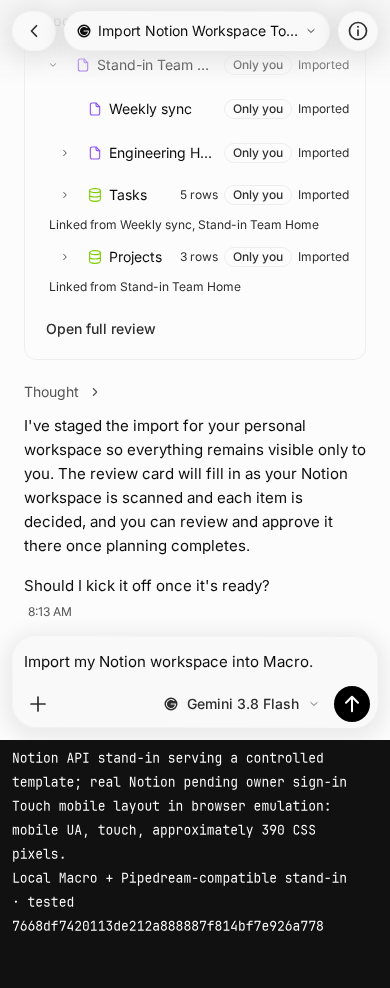 Import Notion Workspace To...
Stand-in Team ... Only you Imported
Weekly sync Only you Imported
Engineering H... Only you Imported
Tasks 5 rows Only you Imported
Linked from Weekly sync, Stand-in Team Home
Projects 3 rows Only you Imported
Linked from Stand-in Team Home
Open full review
Thought
I've staged the import for your personal
workspace so everything remains visible only to
you. The review card will fill in as your Notion
workspace is scanned and each item is
decided, and you can review and approve it
there once planning completes.
Should I kick it off once it's ready?
8:13 AM
Import my Notion workspace into Macro.
Gemini 3.8 Flash
Notion API stand-in serving a controlled
template; real Notion pending owner sign-in
Touch mobile layout in browser emulation:
mobile UA, touch, approximately 390 CSS
pixels.
Local Macro + Pipedream-compatible stand-in
· tested
7668df7420113de212a888887f814bf7e926a778